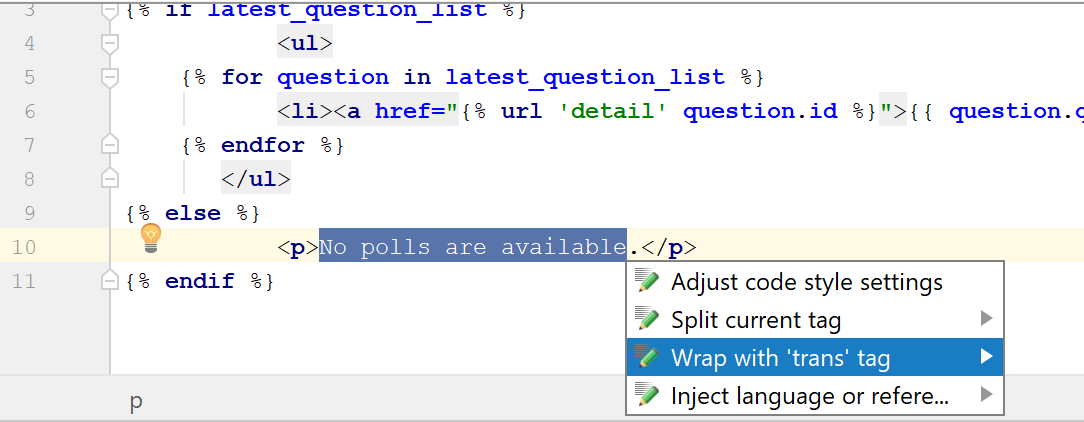 3 {% if latest_question_list %}
4 <ul>
5 {% for question in latest_question_list %}
6 <li><a href="{% url 'detail' question.id %}">{{ question.q
7 {% endfor %}
8 </ul>
9 {% else %}
10 <p>No polls are available.</p>
11 {% endif %}
Adjust code style settings
Split current tag
Wrap with 'trans' tag
Inject language or refere...
p